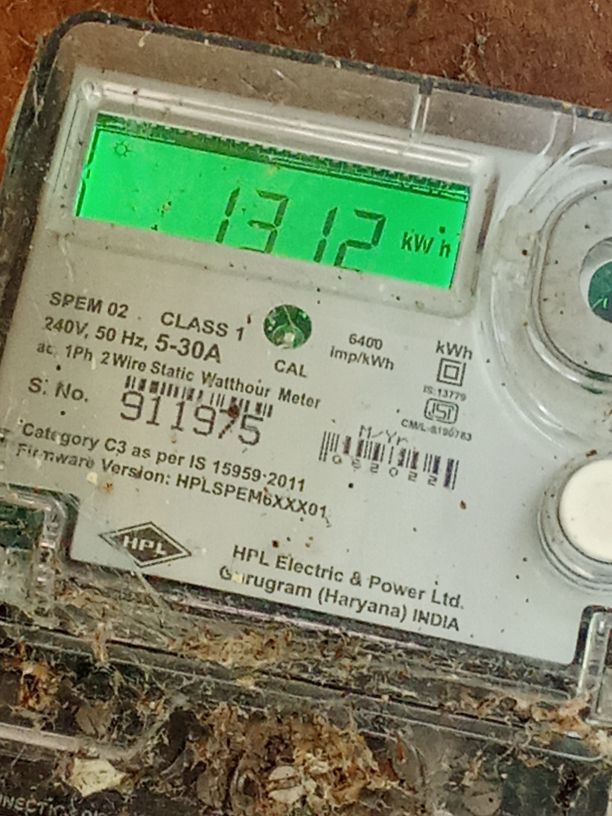 1312 kWh
SPEM 02 CLASS 1
240V, 50 Hz, 5-30A
ac, 1Ph, 2Wire Static Watthour Meter
CAL
6400
imp/kWh
kWh
IS:13779
CM/L-8190783
S. No.
911975
M/Yr
062022
Category C3 as per IS 15959:2011
Firmware Version: HPLSPEM6XXX01
HPL
HPL Electric & Power Ltd.
Gurugram (Haryana) INDIA